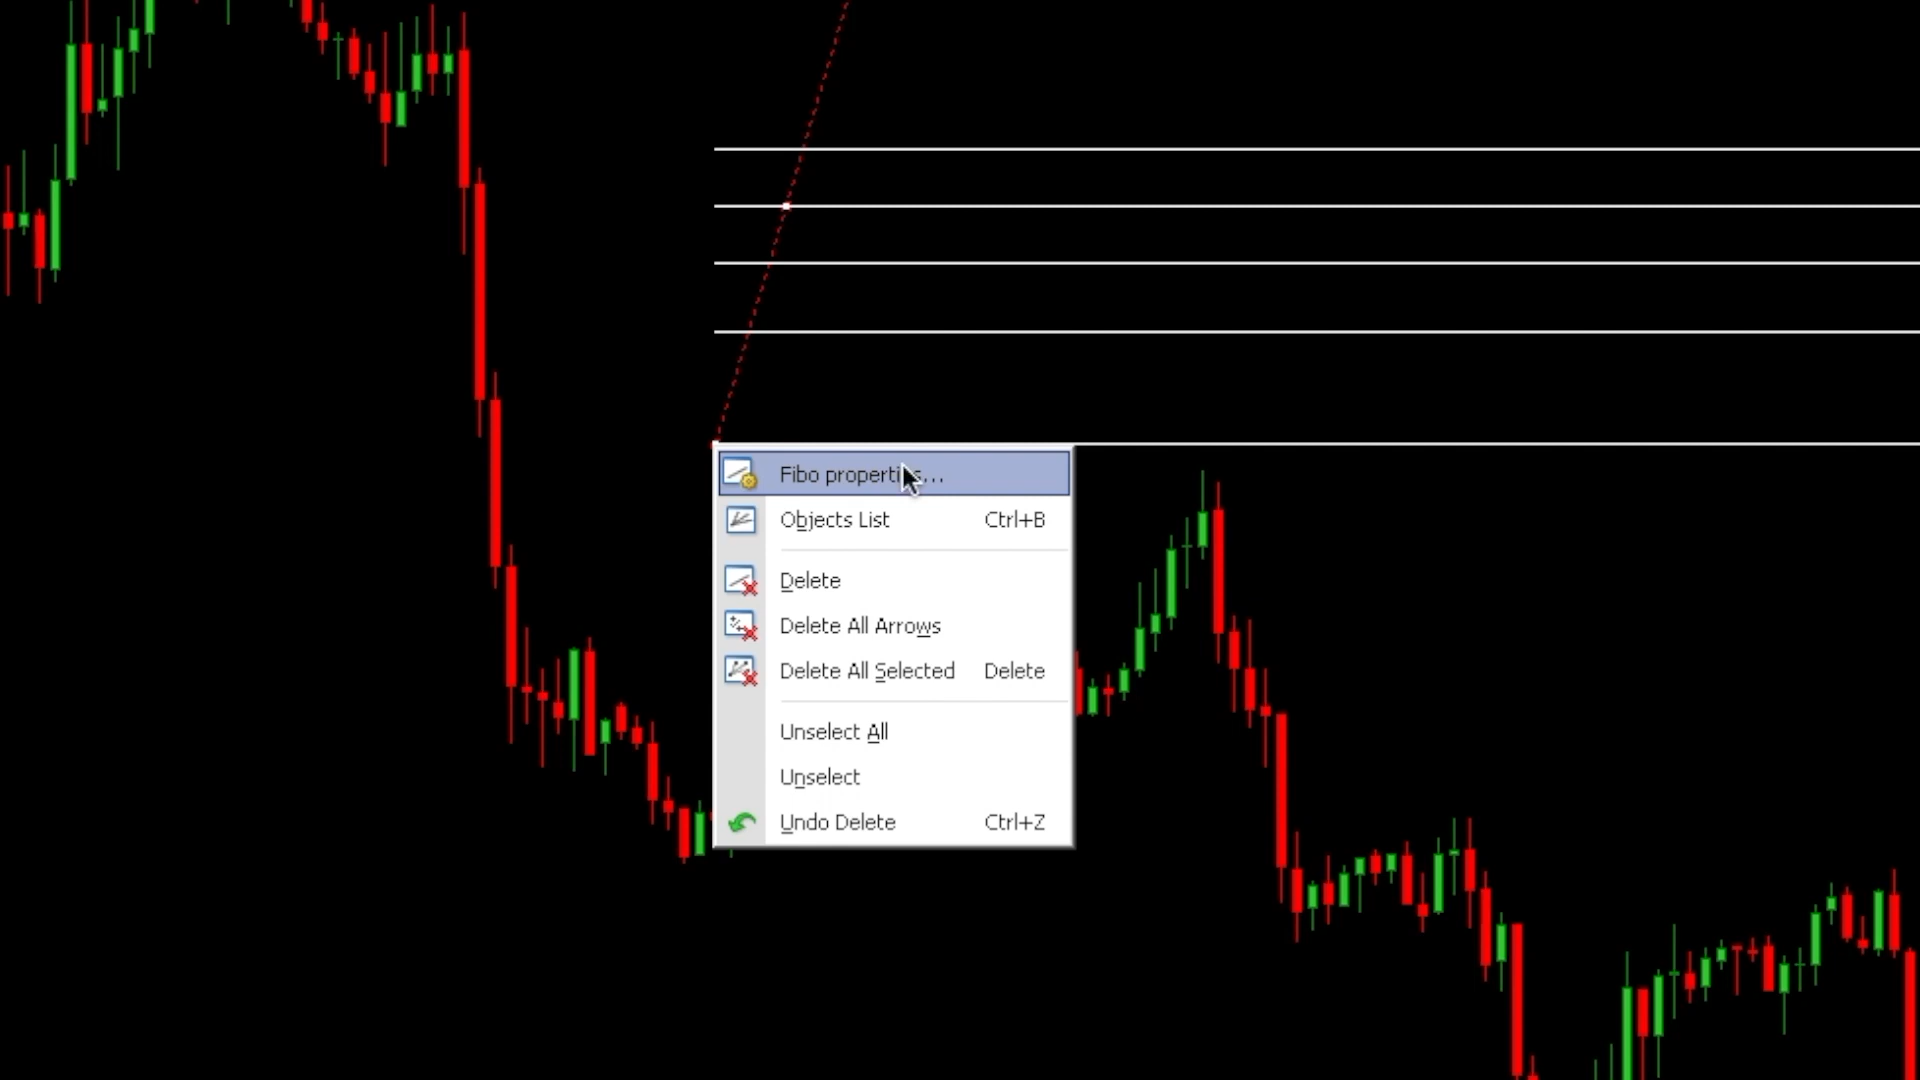 Fibo properties...
Objects List Ctrl+B
Delete
Delete All Arrows
Delete All Selected Delete
Unselect All
Unselect
Undo Delete Ctrl+Z